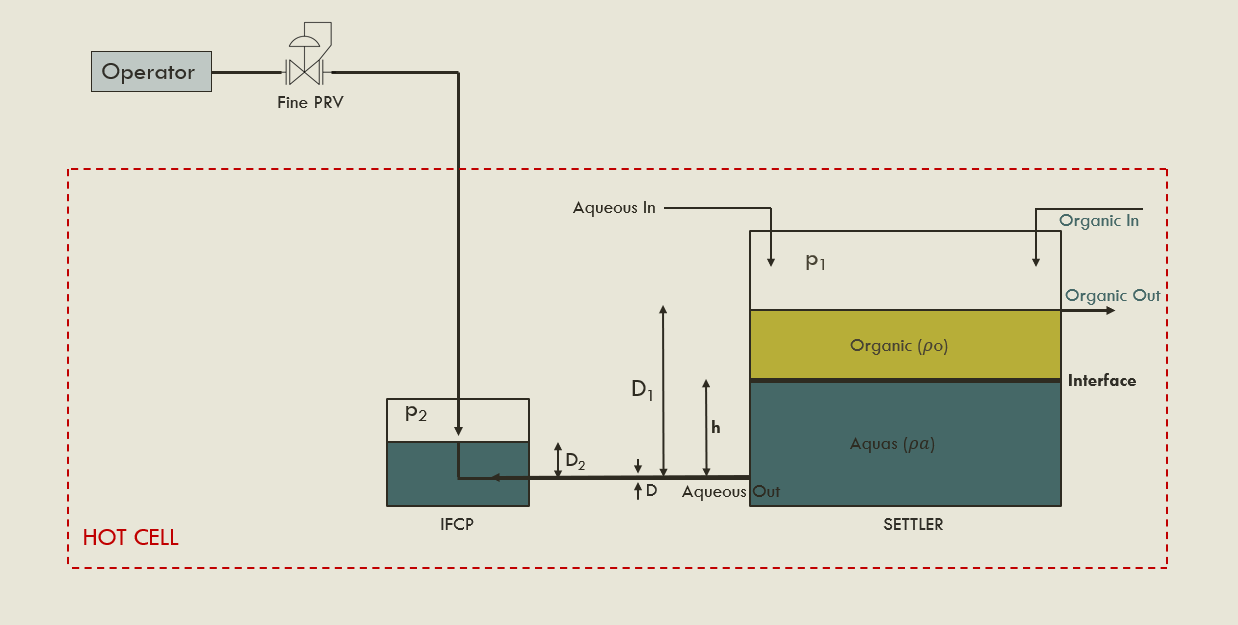 Operator
Fine PRV
Aqueous In
Organic In
p1
Organic Out
Organic (ρo)
Interface
D1
p2
h
Aquas (ρa)
D2
D
Aqueous Out
IFCP
SETTLER
HOT CELL